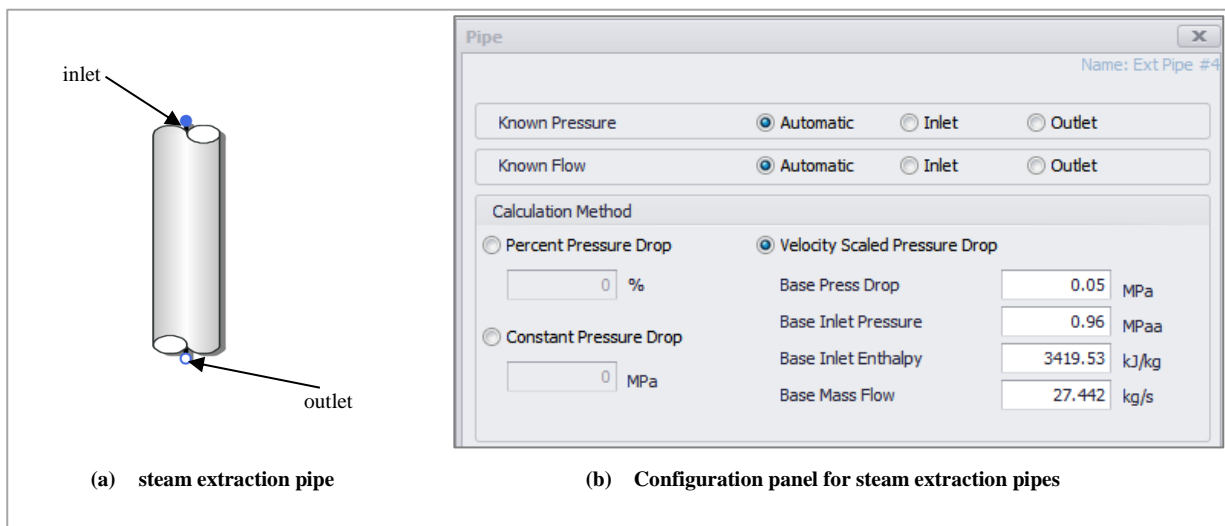 inlet
outlet
(a) steam extraction pipe
Pipe
Name: Ext Pipe #4
Known Pressure Automatic Inlet Outlet
Known Flow Automatic Inlet Outlet
Calculation Method
Percent Pressure Drop Velocity Scaled Pressure Drop
0 % Base Press Drop 0.05 MPa
Base Inlet Pressure 0.96 MPaa
Constant Pressure Drop Base Inlet Enthalpy 3419.53 kJ/kg
0 MPa Base Mass Flow 27.442 kg/s
(b) Configuration panel for steam extraction pipes